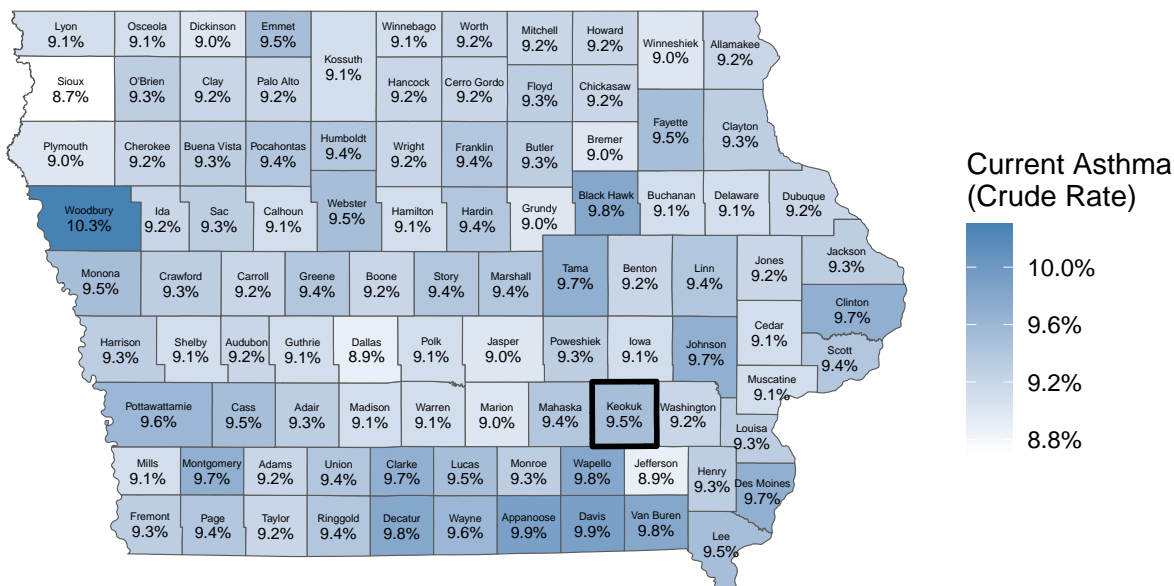 Lyon
9.1%
Osceola
9.1%
Dickinson
9.0%
Emmet
9.5%
Kossuth
9.1%
Winnebago
9.1%
Worth
9.2%
Mitchell
9.2%
Howard
9.2%
Winneshiek
9.0%
Allamakee
9.2%
Sioux
8.7%
O'Brien
9.3%
Clay
9.2%
Palo Alto
9.2%
Hancock
9.2%
Cerro Gordo
9.2%
Floyd
9.3%
Chickasaw
9.2%
Fayette
9.5%
Clayton
9.3%
Plymouth
9.0%
Cherokee
9.2%
Buena Vista
9.3%
Pocahontas
9.4%
Humboldt
9.4%
Wright
9.2%
Franklin
9.4%
Butler
9.3%
Bremer
9.0%
Woodbury
10.3%
Ida
9.2%
Sac
9.3%
Calhoun
9.1%
Webster
9.5%
Hamilton
9.1%
Hardin
9.4%
Grundy
9.0%
Black Hawk
9.8%
Buchanan
9.1%
Delaware
9.1%
Dubuque
9.2%
Monona
9.5%
Crawford
9.3%
Carroll
9.2%
Greene
9.4%
Boone
9.2%
Story
9.4%
Marshall
9.4%
Tama
9.7%
Benton
9.2%
Linn
9.4%
Jones
9.2%
Jackson
9.3%
Clinton
9.7%
Harrison
9.3%
Shelby
9.1%
Audubon
9.2%
Guthrie
9.1%
Dallas
8.9%
Polk
9.1%
Jasper
9.0%
Poweshiek
9.3%
Iowa
9.1%
Johnson
9.7%
Cedar
9.1%
Scott
9.4%
Muscatine
9.1%
Pottawattamie
9.6%
Cass
9.5%
Adair
9.3%
Madison
9.1%
Warren
9.1%
Marion
9.0%
Mahaska
9.4%
Keokuk
9.5%
Washington
9.2%
Louisa
9.3%
Mills
9.1%
Montgomery
9.7%
Adams
9.2%
Union
9.4%
Clarke
9.7%
Lucas
9.5%
Monroe
9.3%
Wapello
9.8%
Jefferson
8.9%
Henry
9.3%
Des Moines
9.7%
Fremont
9.3%
Page
9.4%
Taylor
9.2%
Ringgold
9.4%
Decatur
9.8%
Wayne
9.6%
Appanoose
9.9%
Davis
9.9%
Van Buren
9.8%
Lee
9.5%
Current Asthma
(Crude Rate)
10.0%
9.6%
9.2%
8.8%